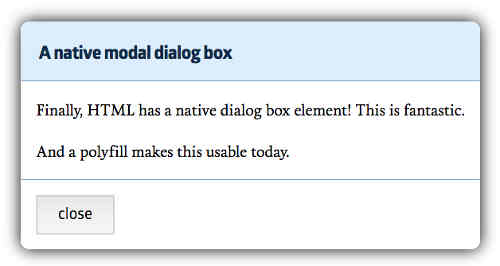 A native modal dialog box
Finally, HTML has a native dialog box element! This is fantastic.
And a polyfill makes this usable today.
close